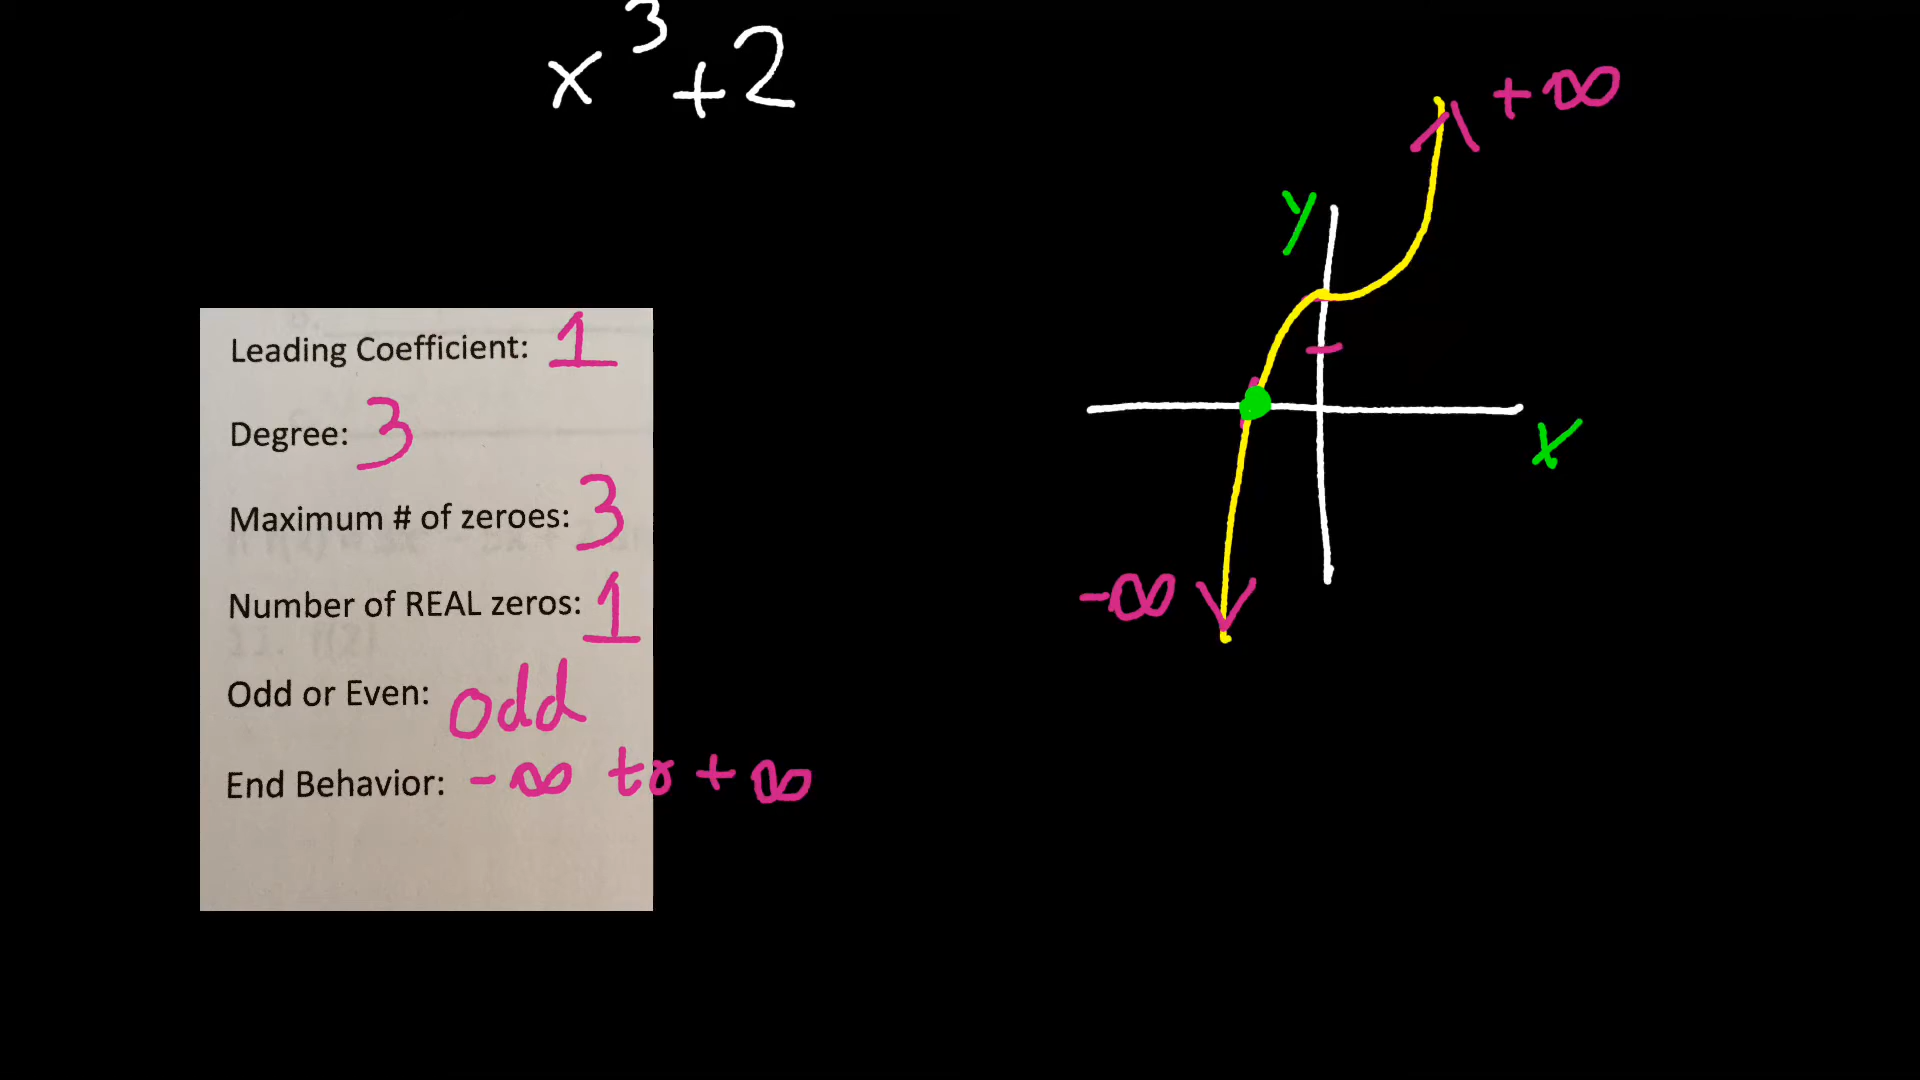 x³+2
+∞
y
Leading Coefficient: 1
Degree: 3
x
Maximum # of zeroes: 3
Number of REAL zeros: 1
-∞
Odd or Even: odd
End Behavior: -∞ to +∞